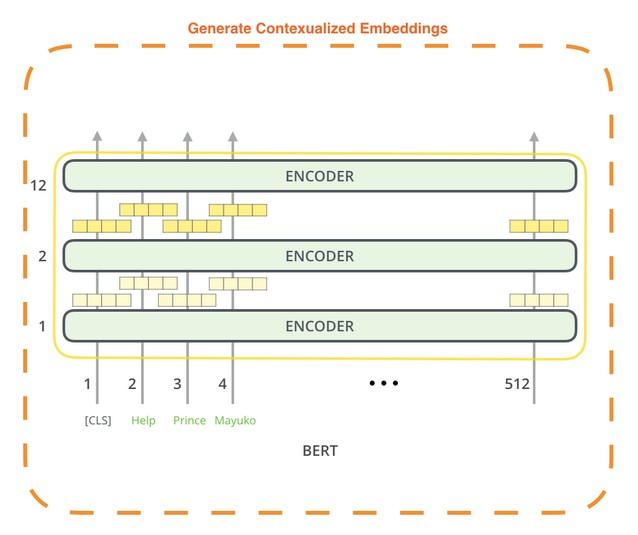 Generate Contexualized Embeddings
12 ENCODER
2 ENCODER
1 ENCODER
1 2 3 4 ••• 512
[CLS] Help Prince Mayuko
BERT